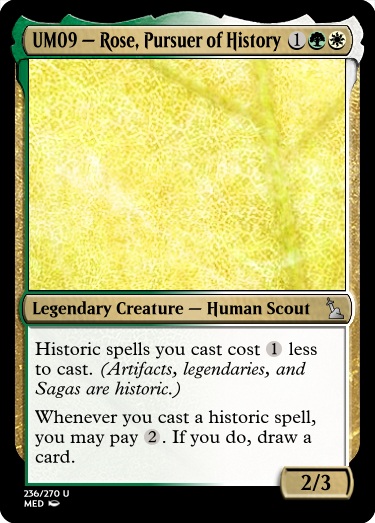 UM09 — Rose, Pursuer of History 1
Legendary Creature — Human Scout
Historic spells you cast cost 1 less
to cast. (Artifacts, legendaries, and
Sagas are historic.)
Whenever you cast a historic spell,
you may pay 2. If you do, draw a
card.
2/3
236/270 U
MED